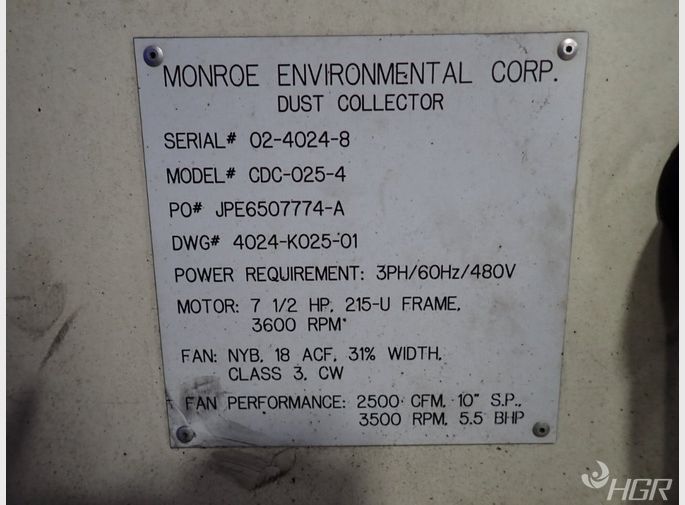 MONROE ENVIRONMENTAL CORP.
DUST COLLECTOR
SERIAL# 02-4024-8
MODEL# CDC-025-4
PO# JPE6507774-A
DWG# 4024-K025-01
POWER REQUIREMENT: 3PH/60Hz/480V
MOTOR: 7 1/2 HP, 215-U FRAME,
3600 RPM
FAN: NYB, 18 ACF, 31% WIDTH,
CLASS 3, CW
FAN PERFORMANCE: 2500 CFM, 10" S.P.,
3500 RPM, 5.5 BHP
HGR